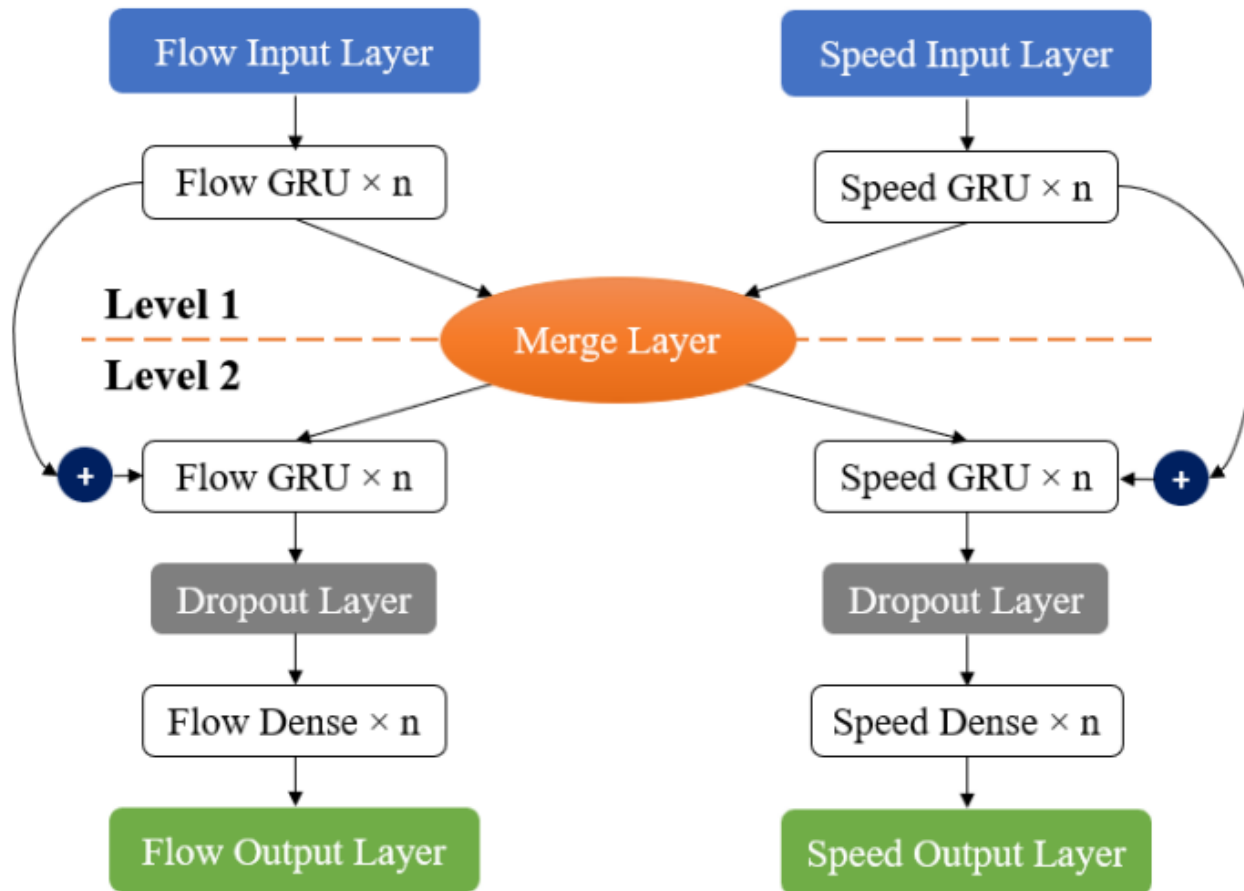 Flow Input Layer
Speed Input Layer
Flow GRU × n
Speed GRU × n
Level 1
Merge Layer
Level 2
+
Flow GRU × n
Speed GRU × n
+
Dropout Layer
Dropout Layer
Flow Dense × n
Speed Dense × n
Flow Output Layer
Speed Output Layer